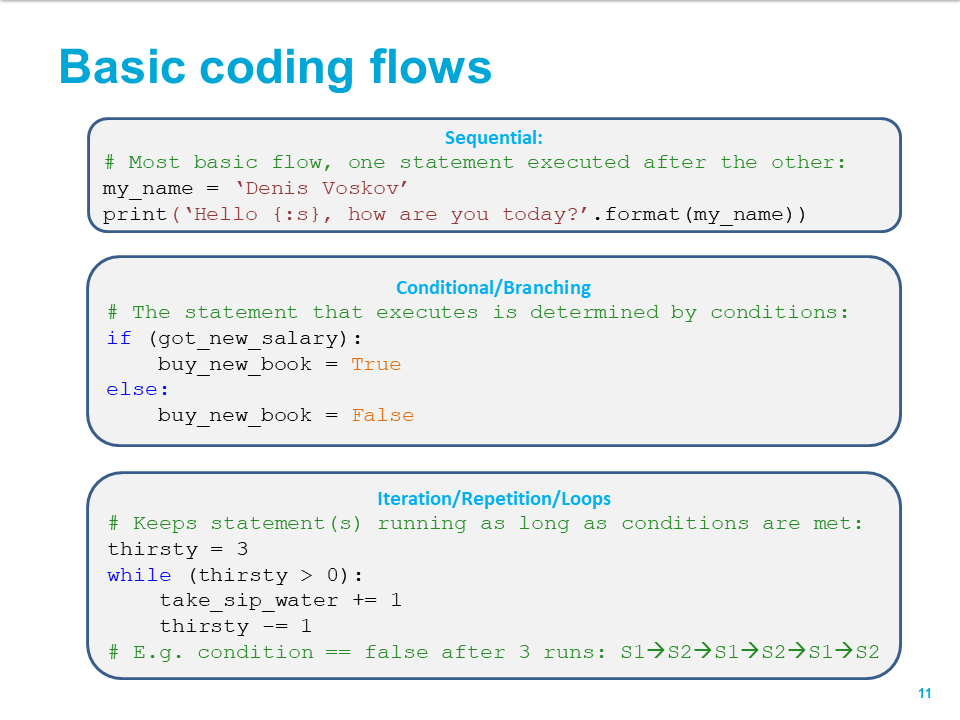 Basic coding flows
Sequential:
# Most basic flow, one statement executed after the other:
my_name = ‘Denis Voskov’
print(‘Hello {:s}, how are you today?’.format(my_name))
Conditional/Branching
# The statement that executes is determined by conditions:
if (got_new_salary):
    buy_new_book = True
else:
    buy_new_book = False
Iteration/Repetition/Loops
# Keeps statement(s) running as long as conditions are met:
thirsty = 3
while (thirsty > 0):
    take_sip_water += 1
    thirsty -= 1
# E.g. condition == false after 3 runs: S1→S2→S1→S2→S1→S2
11